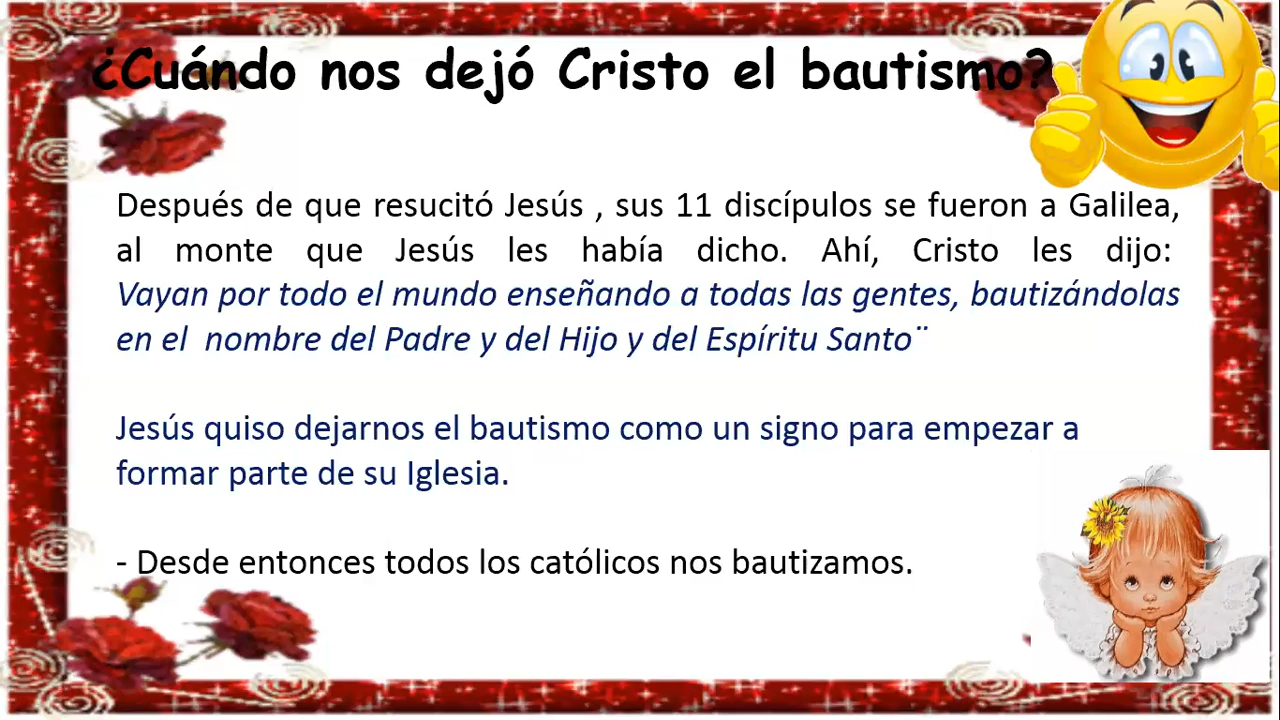 ¿Cuándo nos dejó Cristo el bautismo?
Después de que resucitó Jesús , sus 11 discípulos se fueron a Galilea,
al monte que Jesús les había dicho. Ahí, Cristo les dijo:
Vayan por todo el mundo enseñando a todas las gentes, bautizándolas
en el nombre del Padre y del Hijo y del Espíritu Santo¨
Jesús quiso dejarnos el bautismo como un signo para empezar a
formar parte de su Iglesia.
- Desde entonces todos los católicos nos bautizamos.